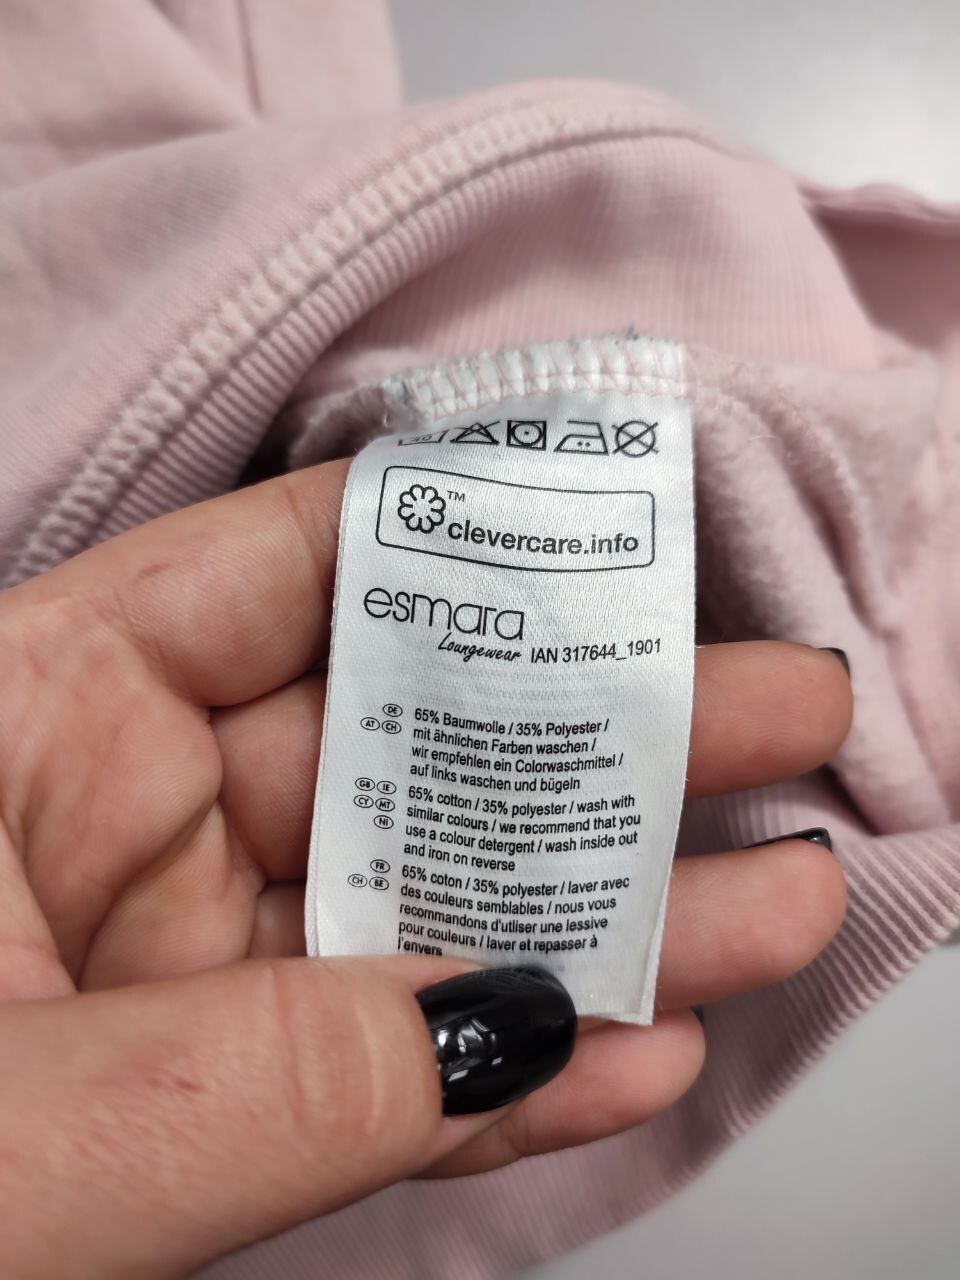 30
™
clevercare.info
esmara
Loungewear IAN 317644_1901
DE
AT CH
65% Baumwolle / 35% Polyester /
mit ähnlichen Farben waschen /
wir empfehlen ein Colorwaschmittel /
auf links waschen und bügeln
GB IE
CY MT
NI
65% cotton / 35% polyester / wash with
similar colours / we recommend that you
use a colour detergent / wash inside out
and iron on reverse
FR
CH BE
65% coton / 35% polyester / laver avec
des couleurs semblables / nous vous
recommandons d'utliser une lessive
pour couleurs / laver et repasser à
l'envers